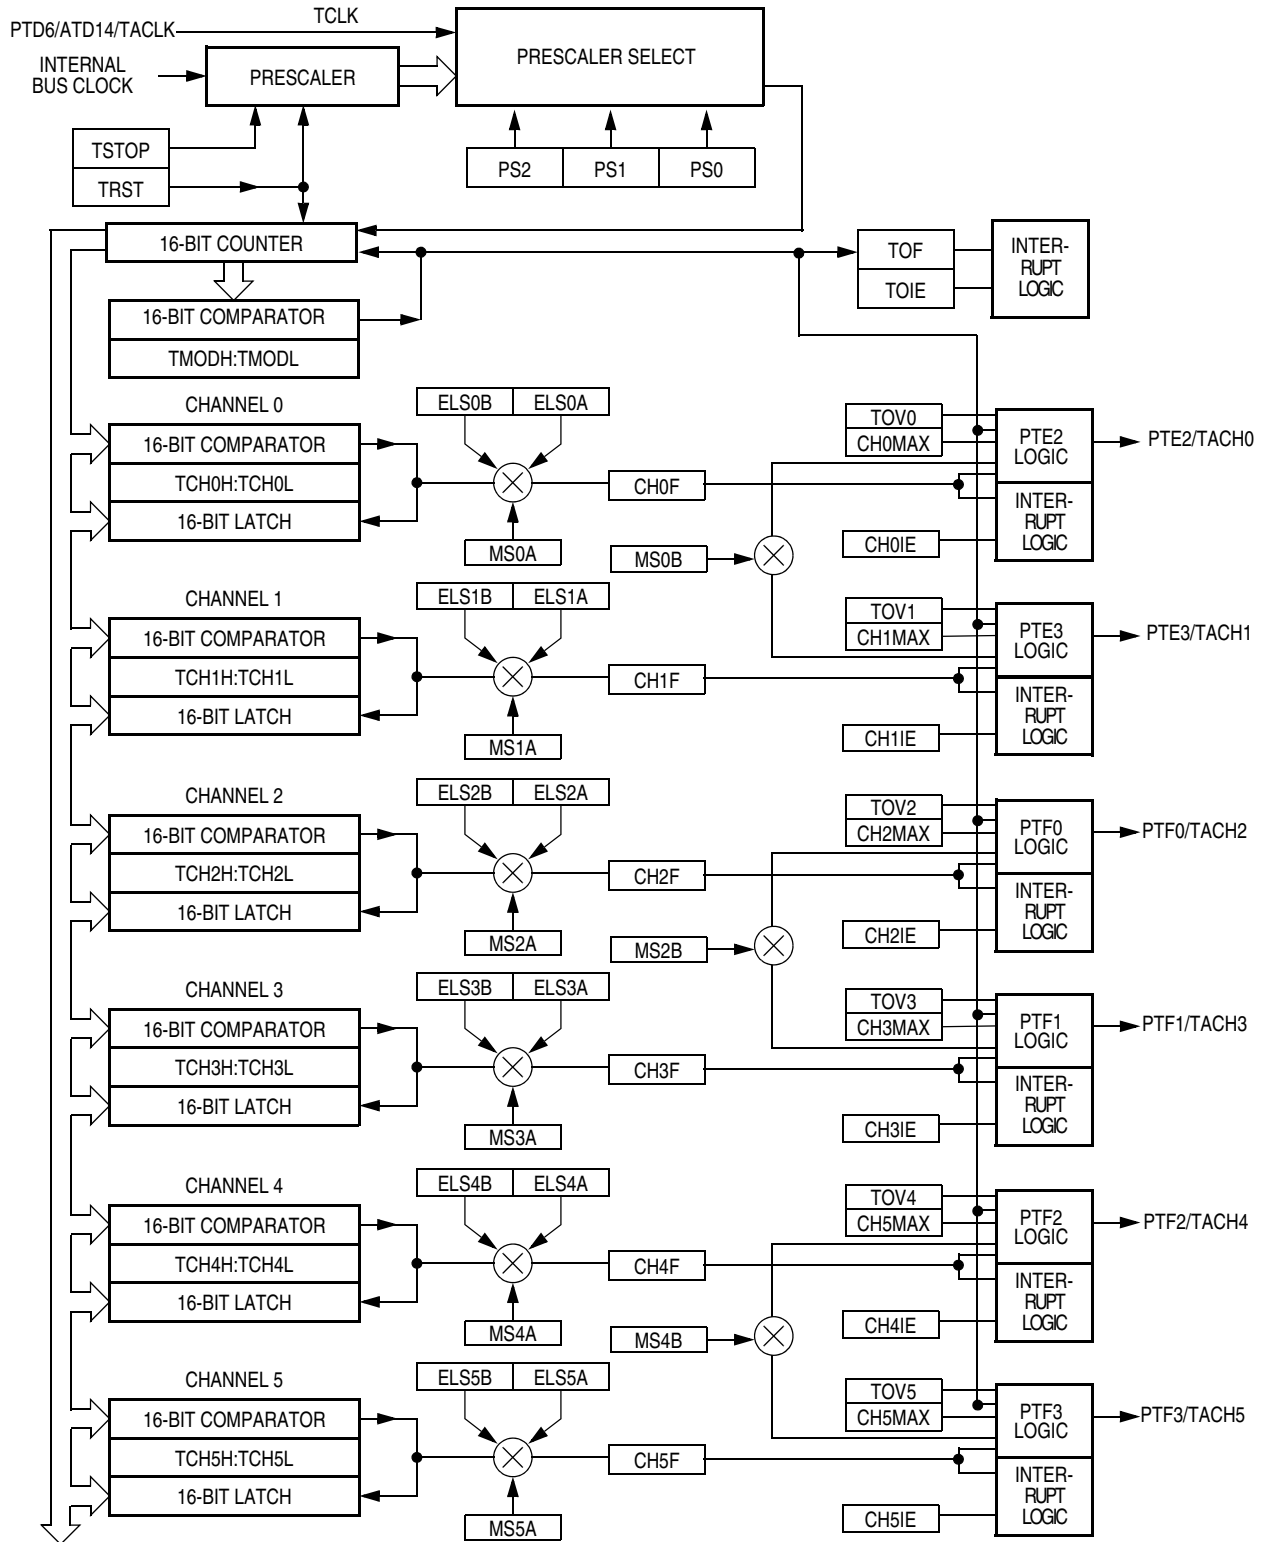 TCLK
PTD6/ATD14/TACLK
PRESCALER SELECT
INTERNAL
BUS CLOCK
PRESCALER
TSTOP
TRST
PS2
PS1
PS0
16-BIT COUNTER
TOF
TOIE
INTER-
RUPT
LOGIC
16-BIT COMPARATOR
TMODH:TMODL
CHANNEL 0
ELS0B
ELS0A
TOV0
CH0MAX
PTE2
LOGIC
PTE2/TACH0
16-BIT COMPARATOR
TCH0H:TCH0L
16-BIT LATCH
CH0F
INTER-
RUPT
LOGIC
MS0A
MS0B
CH0IE
CHANNEL 1
ELS1B
ELS1A
TOV1
CH1MAX
PTE3
LOGIC
PTE3/TACH1
16-BIT COMPARATOR
TCH1H:TCH1L
16-BIT LATCH
CH1F
INTER-
RUPT
LOGIC
MS1A
CH1IE
CHANNEL 2
ELS2B
ELS2A
TOV2
CH2MAX
PTF0
LOGIC
PTF0/TACH2
16-BIT COMPARATOR
TCH2H:TCH2L
16-BIT LATCH
CH2F
INTER-
RUPT
LOGIC
MS2A
MS2B
CH2IE
CHANNEL 3
ELS3B
ELS3A
TOV3
CH3MAX
PTF1
LOGIC
PTF1/TACH3
16-BIT COMPARATOR
TCH3H:TCH3L
16-BIT LATCH
CH3F
INTER-
RUPT
LOGIC
MS3A
CH3IE
CHANNEL 4
ELS4B
ELS4A
TOV4
CH5MAX
PTF2
LOGIC
PTF2/TACH4
16-BIT COMPARATOR
TCH4H:TCH4L
16-BIT LATCH
CH4F
INTER-
RUPT
LOGIC
MS4A
MS4B
CH4IE
CHANNEL 5
ELS5B
ELS5A
TOV5
CH5MAX
PTF3
LOGIC
PTF3/TACH5
16-BIT COMPARATOR
TCH5H:TCH5L
16-BIT LATCH
CH5F
INTER-
RUPT
LOGIC
MS5A
CH5IE